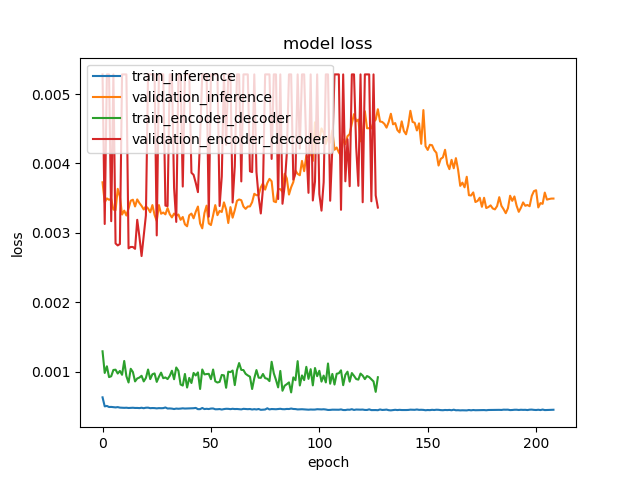 model loss
train_inference
validation_inference
train_encoder_decoder
validation_encoder_decoder
0.005
0.004
0.003
0.002
0.001
loss
0 50 100 150 200
epoch